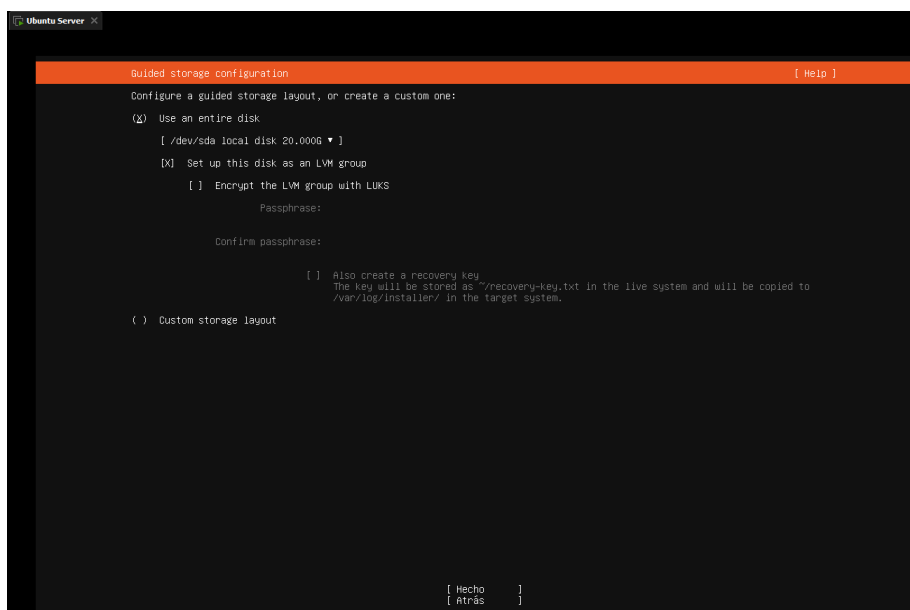 Ubuntu Server
Guided storage configuration [ Help ]
Configure a guided storage layout, or create a custom one:
(X) Use an entire disk
[ /dev/sda local disk 20.000G ▾ ]
[X] Set up this disk as an LVM group
[ ] Encrypt the LVM group with LUKS
Passphrase:
Confirm passphrase:
[ ] Also create a recovery key
The key will be stored as ~/recovery-key.txt in the live system and will be copied to
/var/log/installer/ in the target system.
( ) Custom storage layout
[ Hecho ]
[ Atrás ]